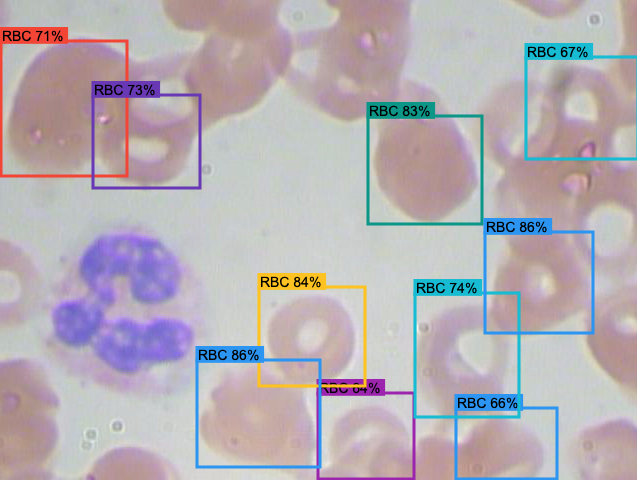 RBC 71%
RBC 67%
RBC 73%
RBC 83%
RBC 86%
RBC 84%
RBC 74%
RBC 86%
RBC 64%
RBC 66%